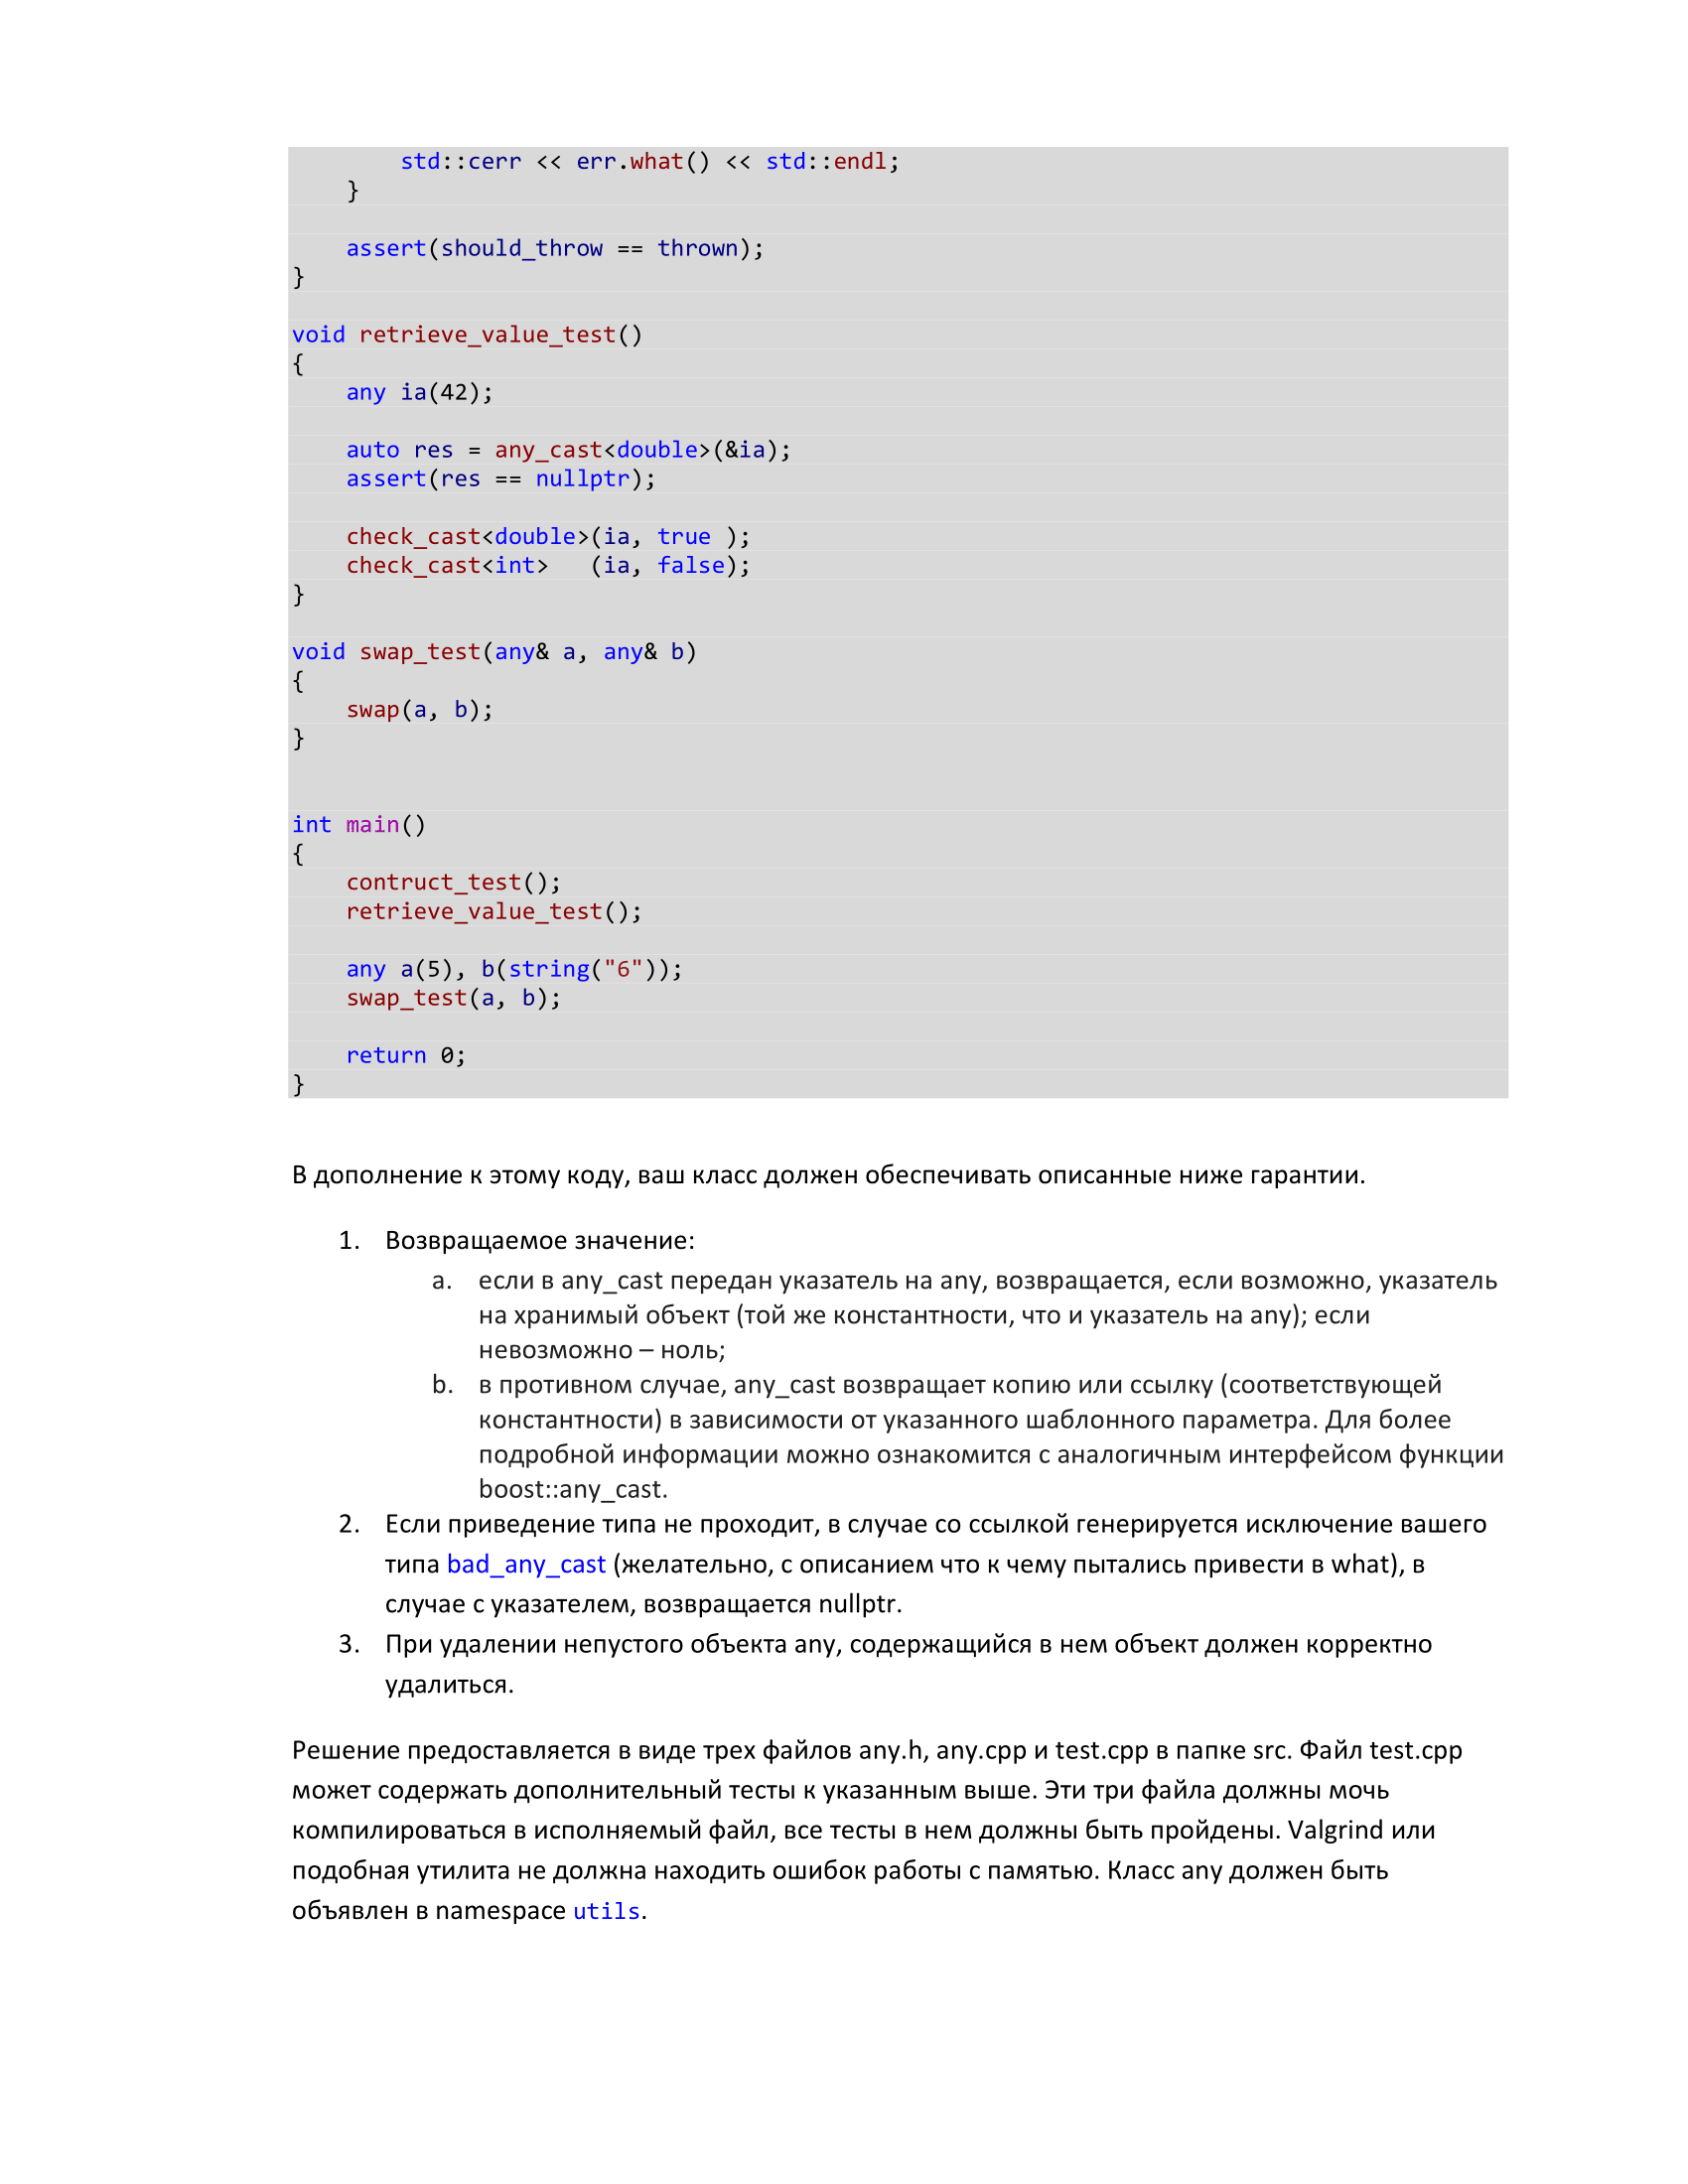 std::cerr << err.what() << std::endl;
}
assert(should_throw == thrown);
}
void retrieve_value_test()
{
any ia(42);
auto res = any_cast<double>(&ia);
assert(res == nullptr);
check_cast<double>(ia, true );
check_cast<int>   (ia, false);
}
void swap_test(any& a, any& b)
{
swap(a, b);
}
int main()
{
contruct_test();
retrieve_value_test();
any a(5), b(string("6"));
swap_test(a, b);
return 0;
}
В дополнение к этому коду, ваш класс должен обеспечивать описанные ниже гарантии.
1. Возвращаемое значение:
a. если в any_cast передан указатель на any, возвращается, если возможно, указатель
на хранимый объект (той же константности, что и указатель на any); если
невозможно – ноль;
b. в противном случае, any_cast возвращает копию или ссылку (соответствующей
константности) в зависимости от указанного шаблонного параметра. Для более
подробной информации можно ознакомится с аналогичным интерфейсом функции
boost::any_cast.
2. Если приведение типа не проходит, в случае со ссылкой генерируется исключение вашего
типа bad_any_cast (желательно, с описанием что к чему пытались привести в what), в
случае с указателем, возвращается nullptr.
3. При удалении непустого объекта any, содержащийся в нем объект должен корректно
удалиться.
Решение предоставляется в виде трех файлов any.h, any.cpp и test.cpp в папке src. Файл test.cpp
может содержать дополнительный тесты к указанным выше. Эти три файла должны мочь
компилироваться в исполняемый файл, все тесты в нем должны быть пройдены. Valgrind или
подобная утилита не должна находить ошибок работы с памятью. Класс any должен быть
объявлен в namespace utils.